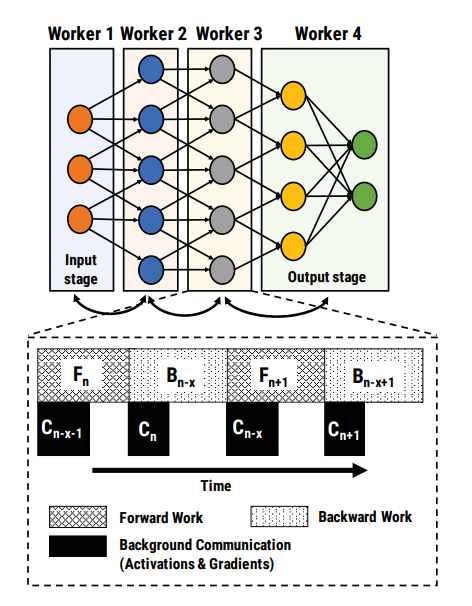 Worker 1 Worker 2 Worker 3 Worker 4
Input
stage
Output stage
Fn Bn-x Fn+1 Bn-x+1
Cn-x-1 Cn Cn-x Cn+1
Time
Forward Work Backward Work
Background Communication
(Activations & Gradients)